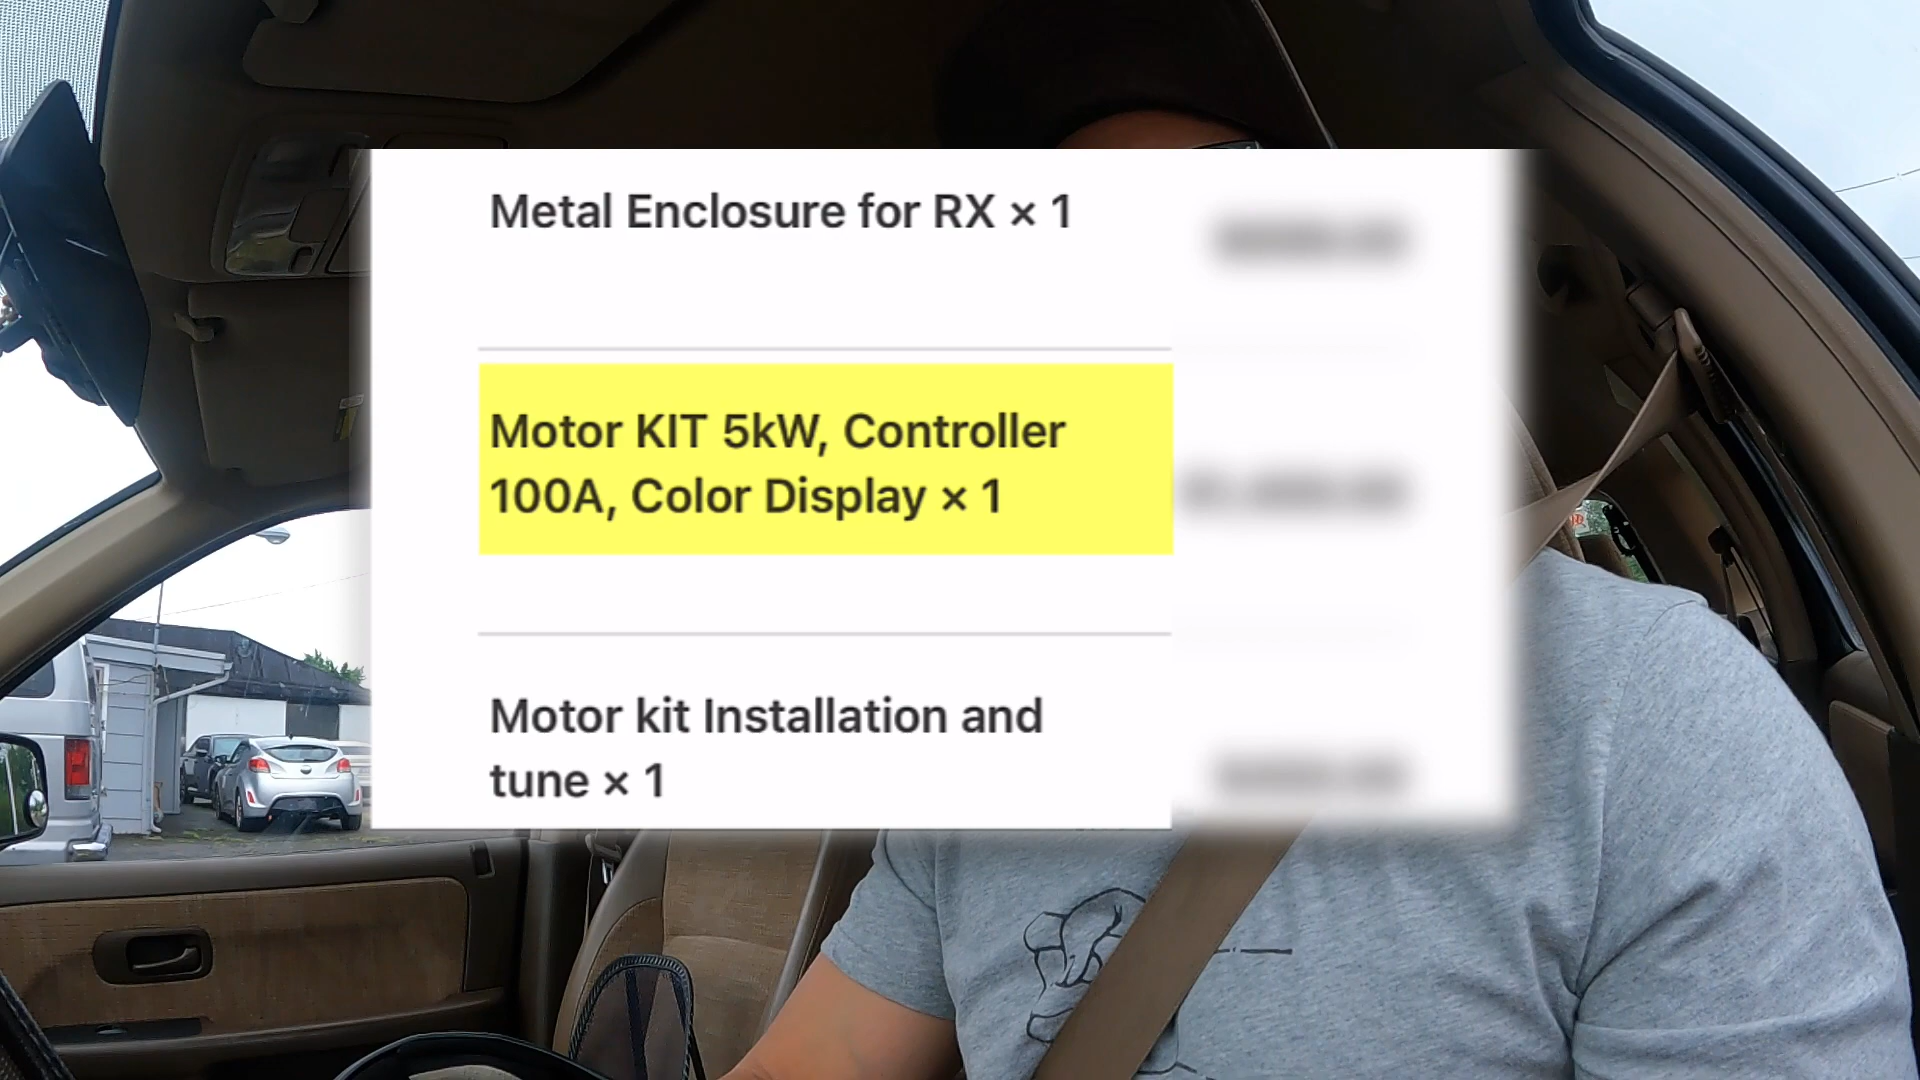 Metal Enclosure for RX × 1
Motor KIT 5kW, Controller
100A, Color Display × 1
Motor kit Installation and
tune × 1